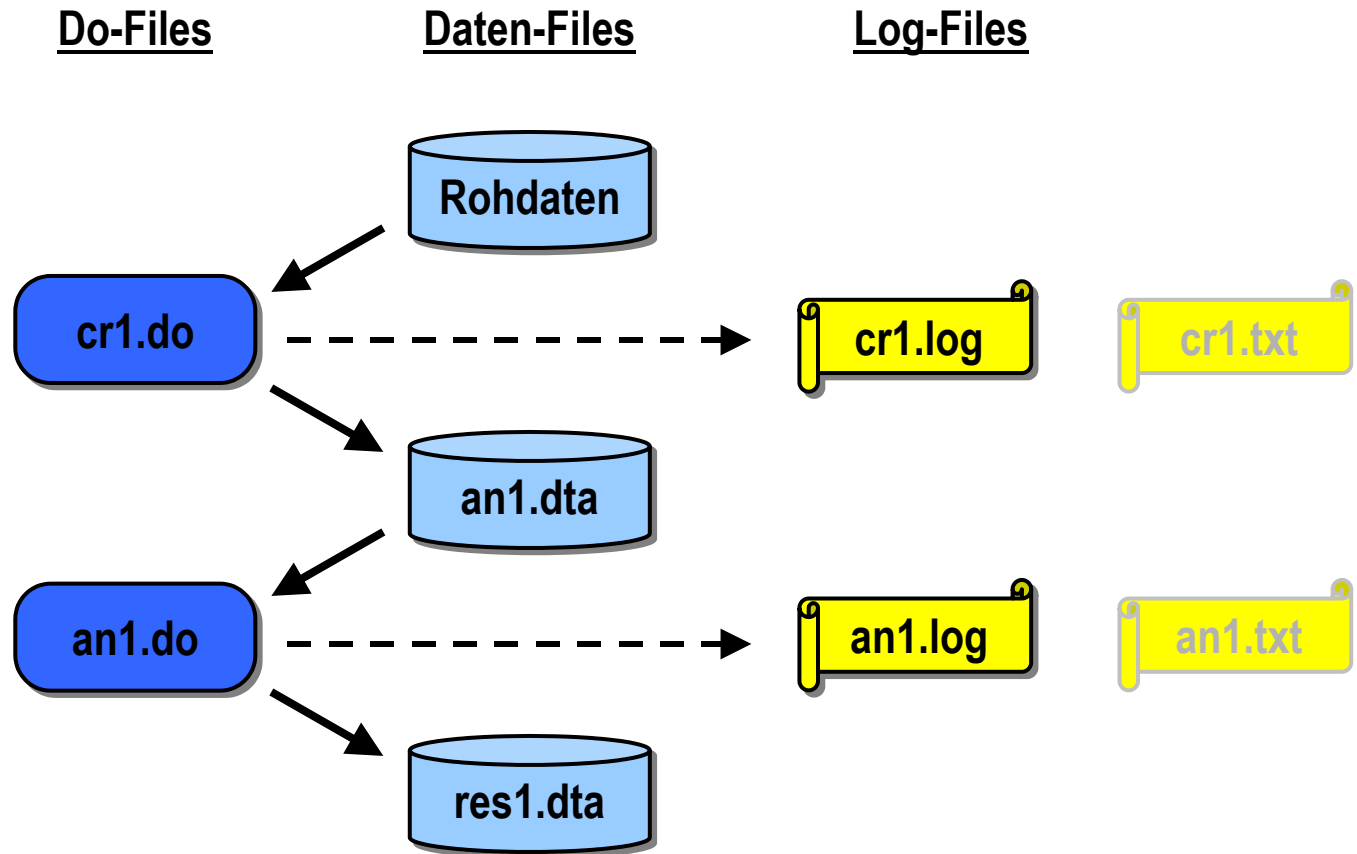 Do-Files
Daten-Files
Log-Files
Rohdaten
cr1.do
cr1.log
cr1.txt
an1.dta
an1.do
an1.log
an1.txt
res1.dta